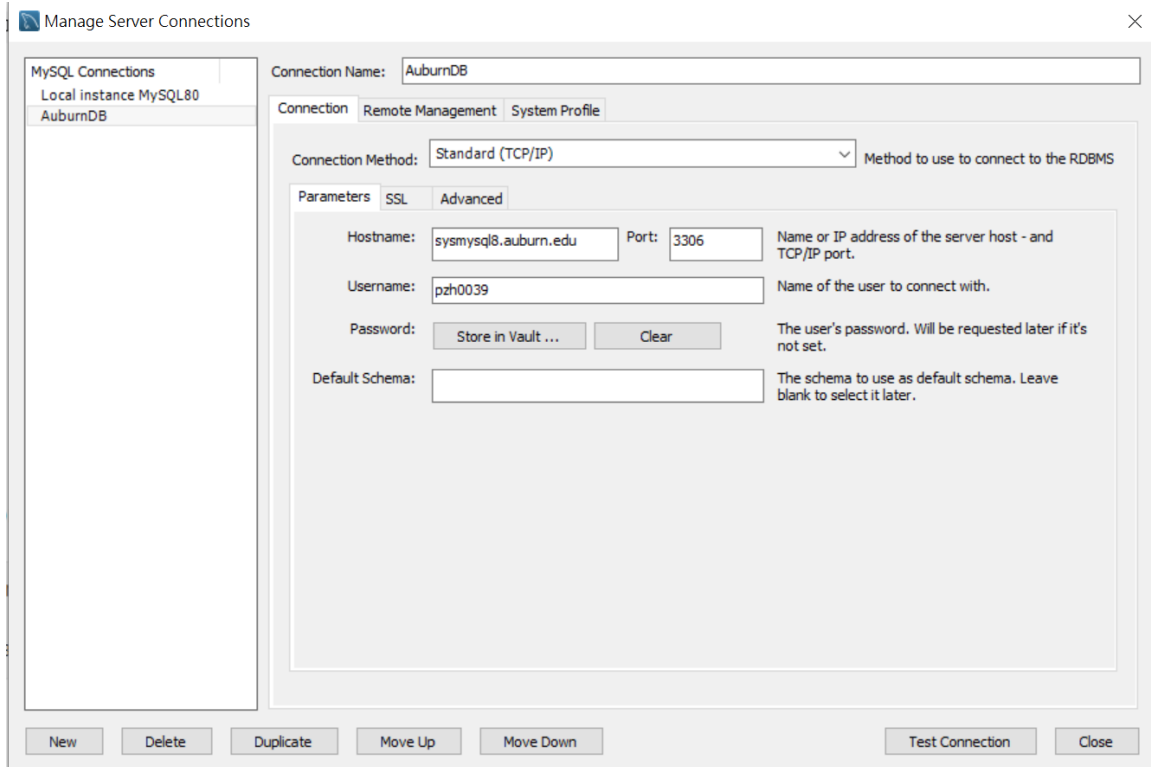 Manage Server Connections
MySQL Connections
Local instance MySQL80
AuburnDB
Connection Name: AuburnDB
Connection Remote Management System Profile
Connection Method: Standard (TCP/IP) Method to use to connect to the RDBMS
Parameters SSL Advanced
Hostname: sysmysql8.auburn.edu Port: 3306 Name or IP address of the server host - and
TCP/IP port.
Username: pzh0039 Name of the user to connect with.
Password: Store in Vault ... Clear The user's password. Will be requested later if it's
not set.
Default Schema: The schema to use as default schema. Leave
blank to select it later.
New Delete Duplicate Move Up Move Down Test Connection Close